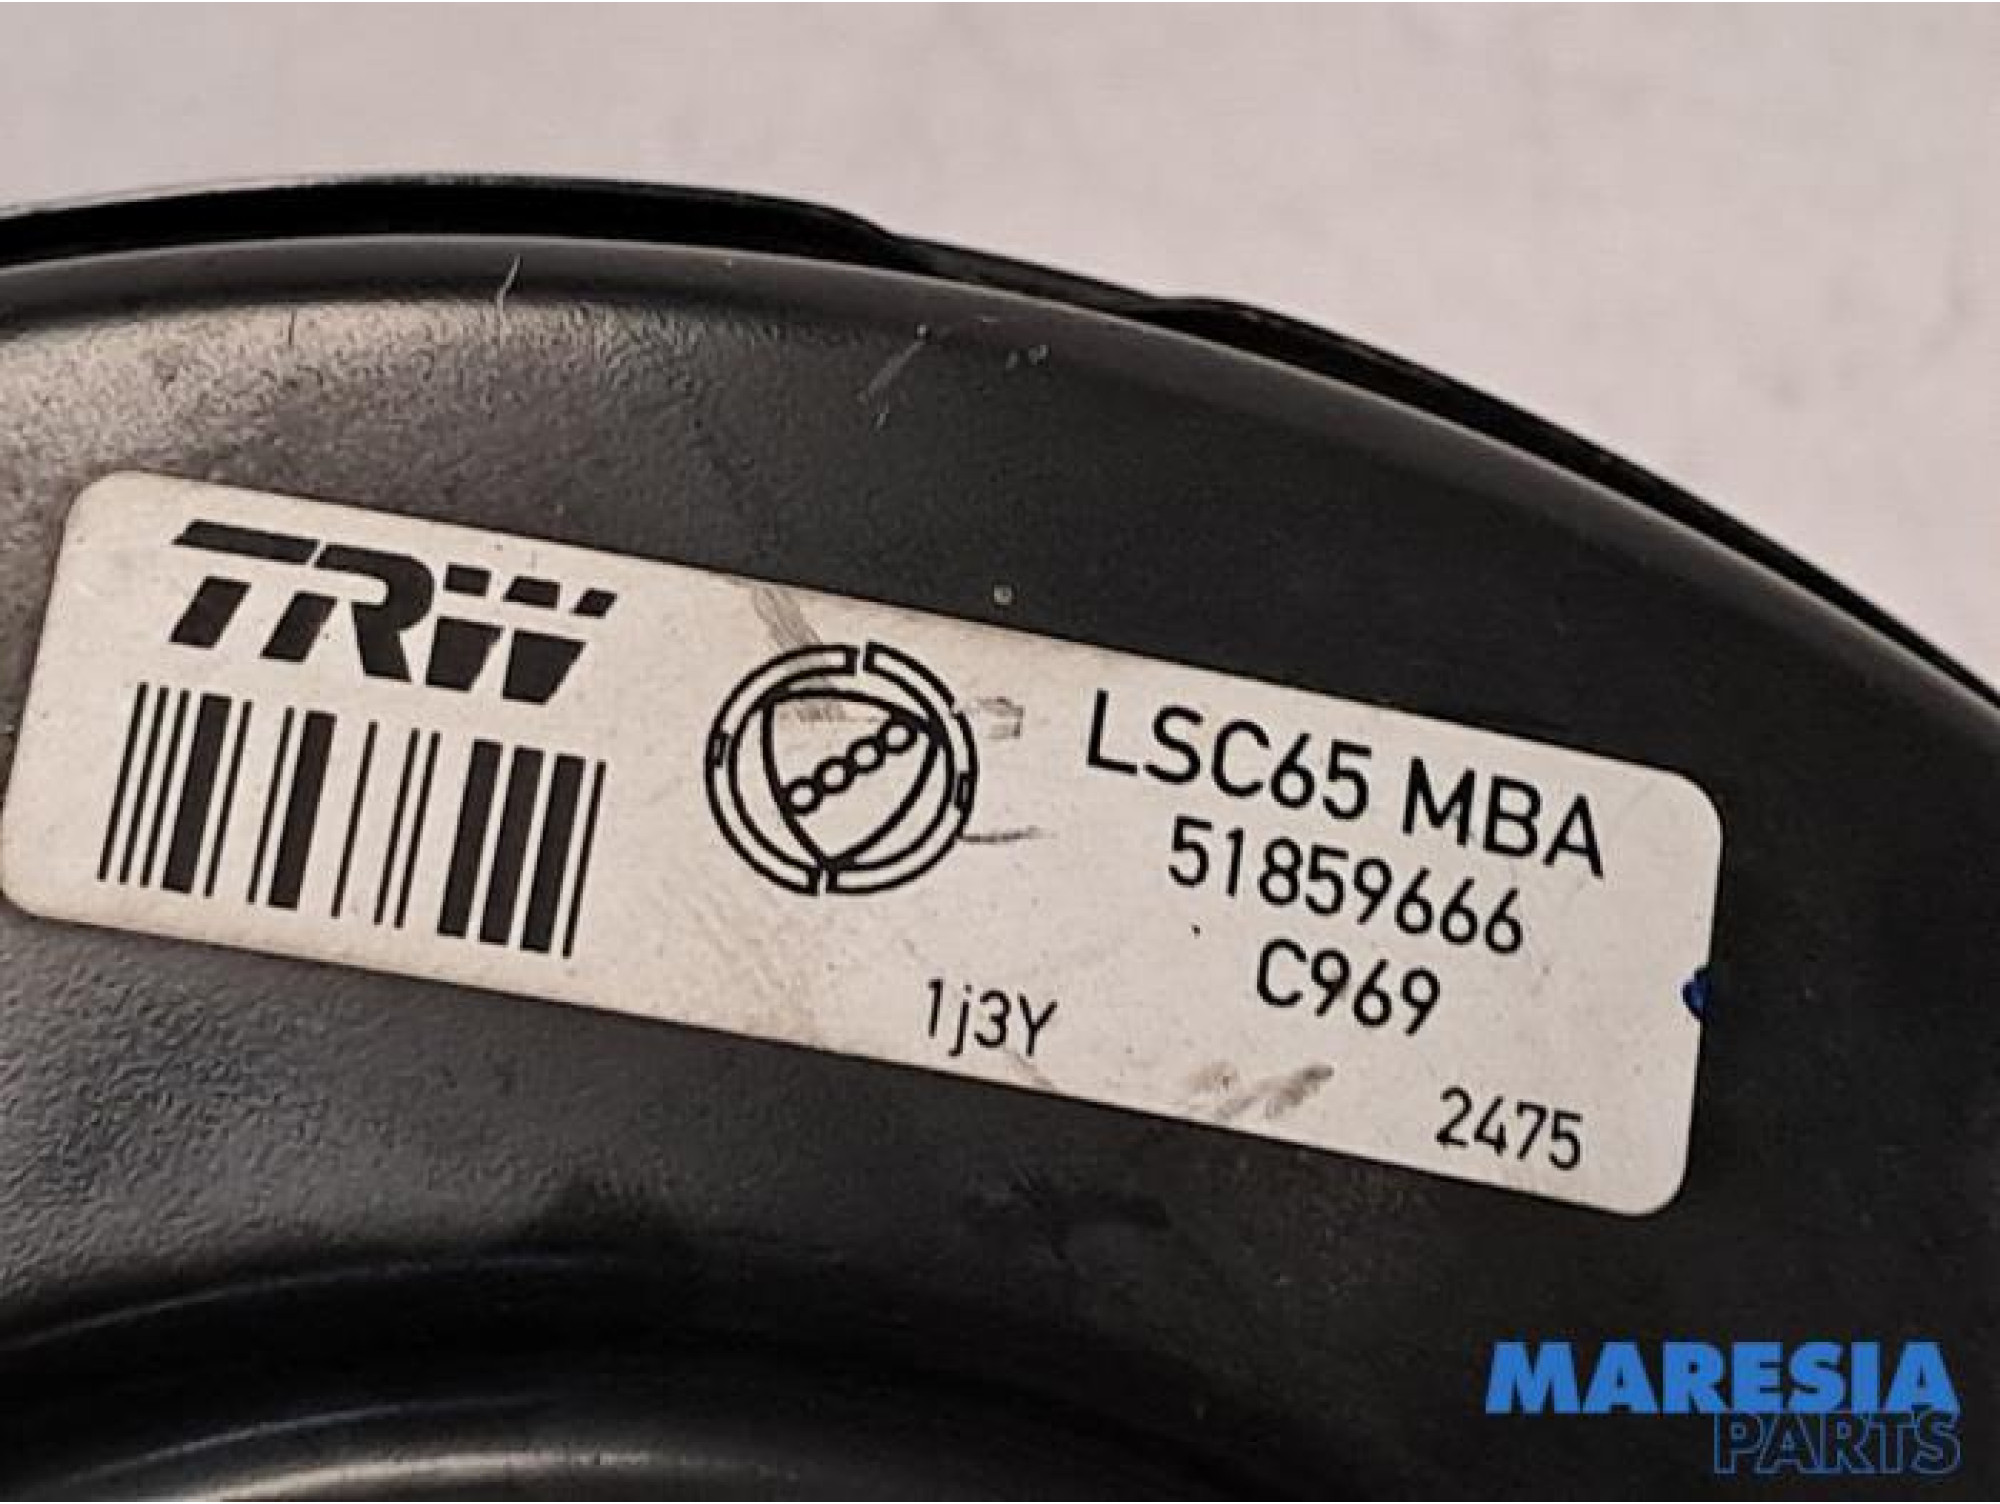 TRW
LSC65 MBA
51859666
C969
1j3Y
2475
MARESIA
PARTS